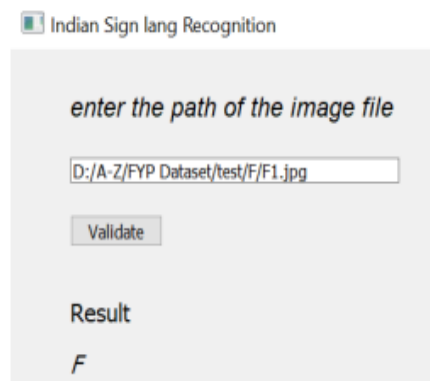 Indian Sign lang Recognition
enter the path of the image file
D:/A-Z/FYP Dataset/test/F/F1.jpg
Validate
Result
F